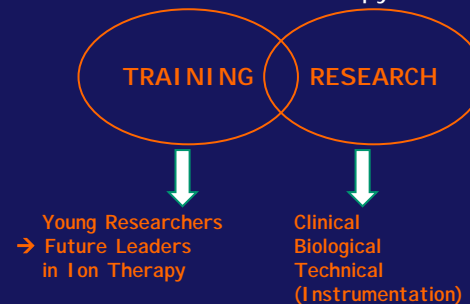 TRAINING RESEARCH
Young Researchers
→ Future Leaders
in Ion Therapy
Clinical
Biological
Technical
(Instrumentation)